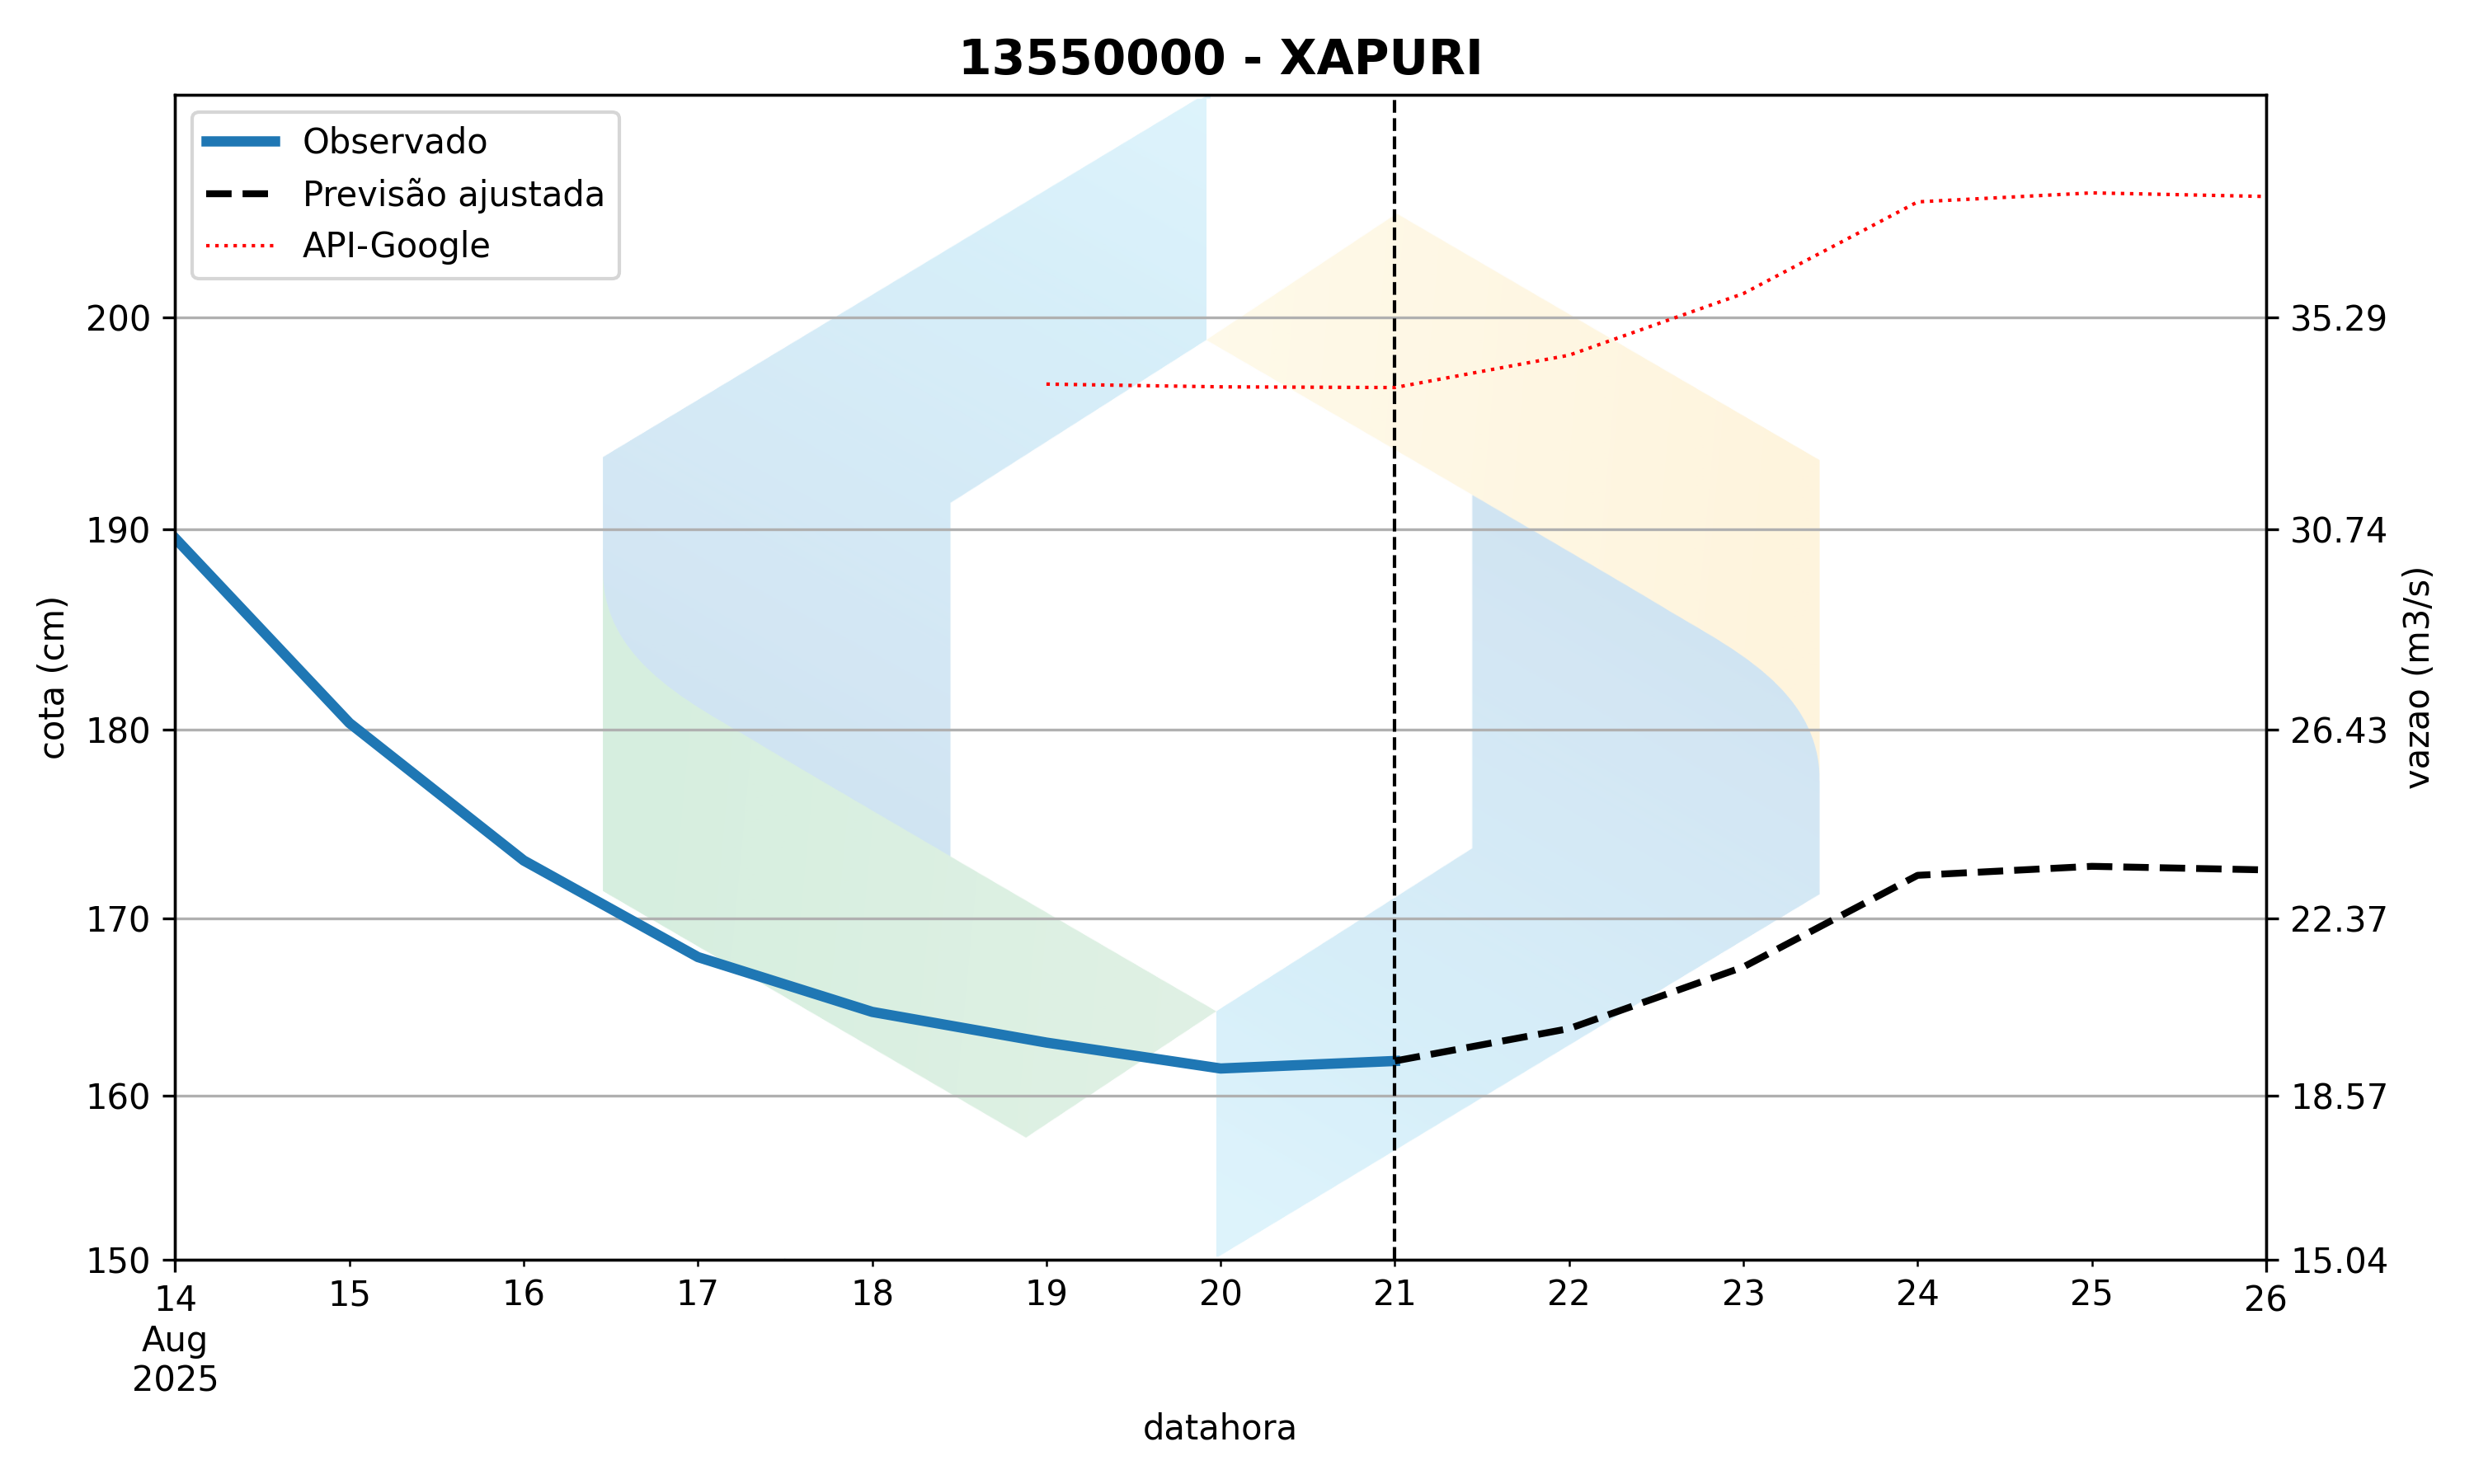 13550000 - XAPURI
Observado
Previsão ajustada
API-Google
cota (cm)
200
190
180
170
160
150
35.29
30.74
26.43
22.37
18.57
15.04
vazao (m3/s)
14 15 16 17 18 19 20 21 22 23 24 25 26
Aug
2025
datahora